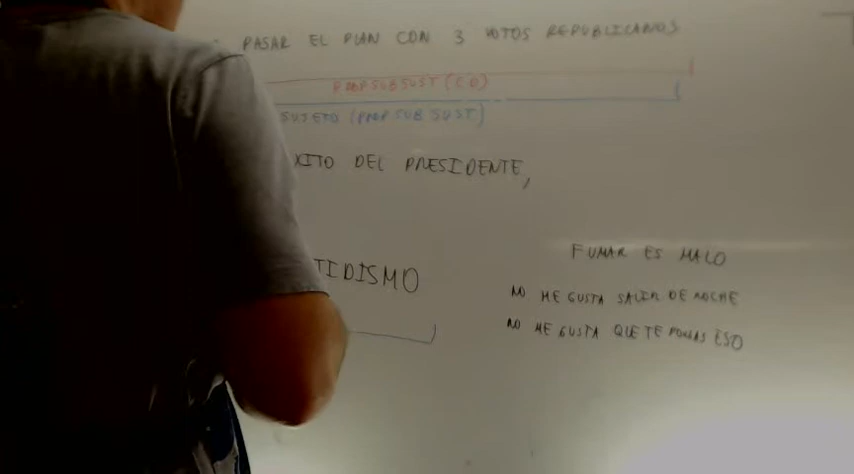 PASAR EL PLAN CON 3 VOTOS REPUBLICANOS
PROP SUB SUST (CD)
SUJETO (PROP SUB SUST)
XITO DEL PRESIDENTE,
TIDISMO
FUMAR ES MALO
NO ME GUSTA SALIR DE NOCHE
NO ME GUSTA QUE TE PONGAS ESO